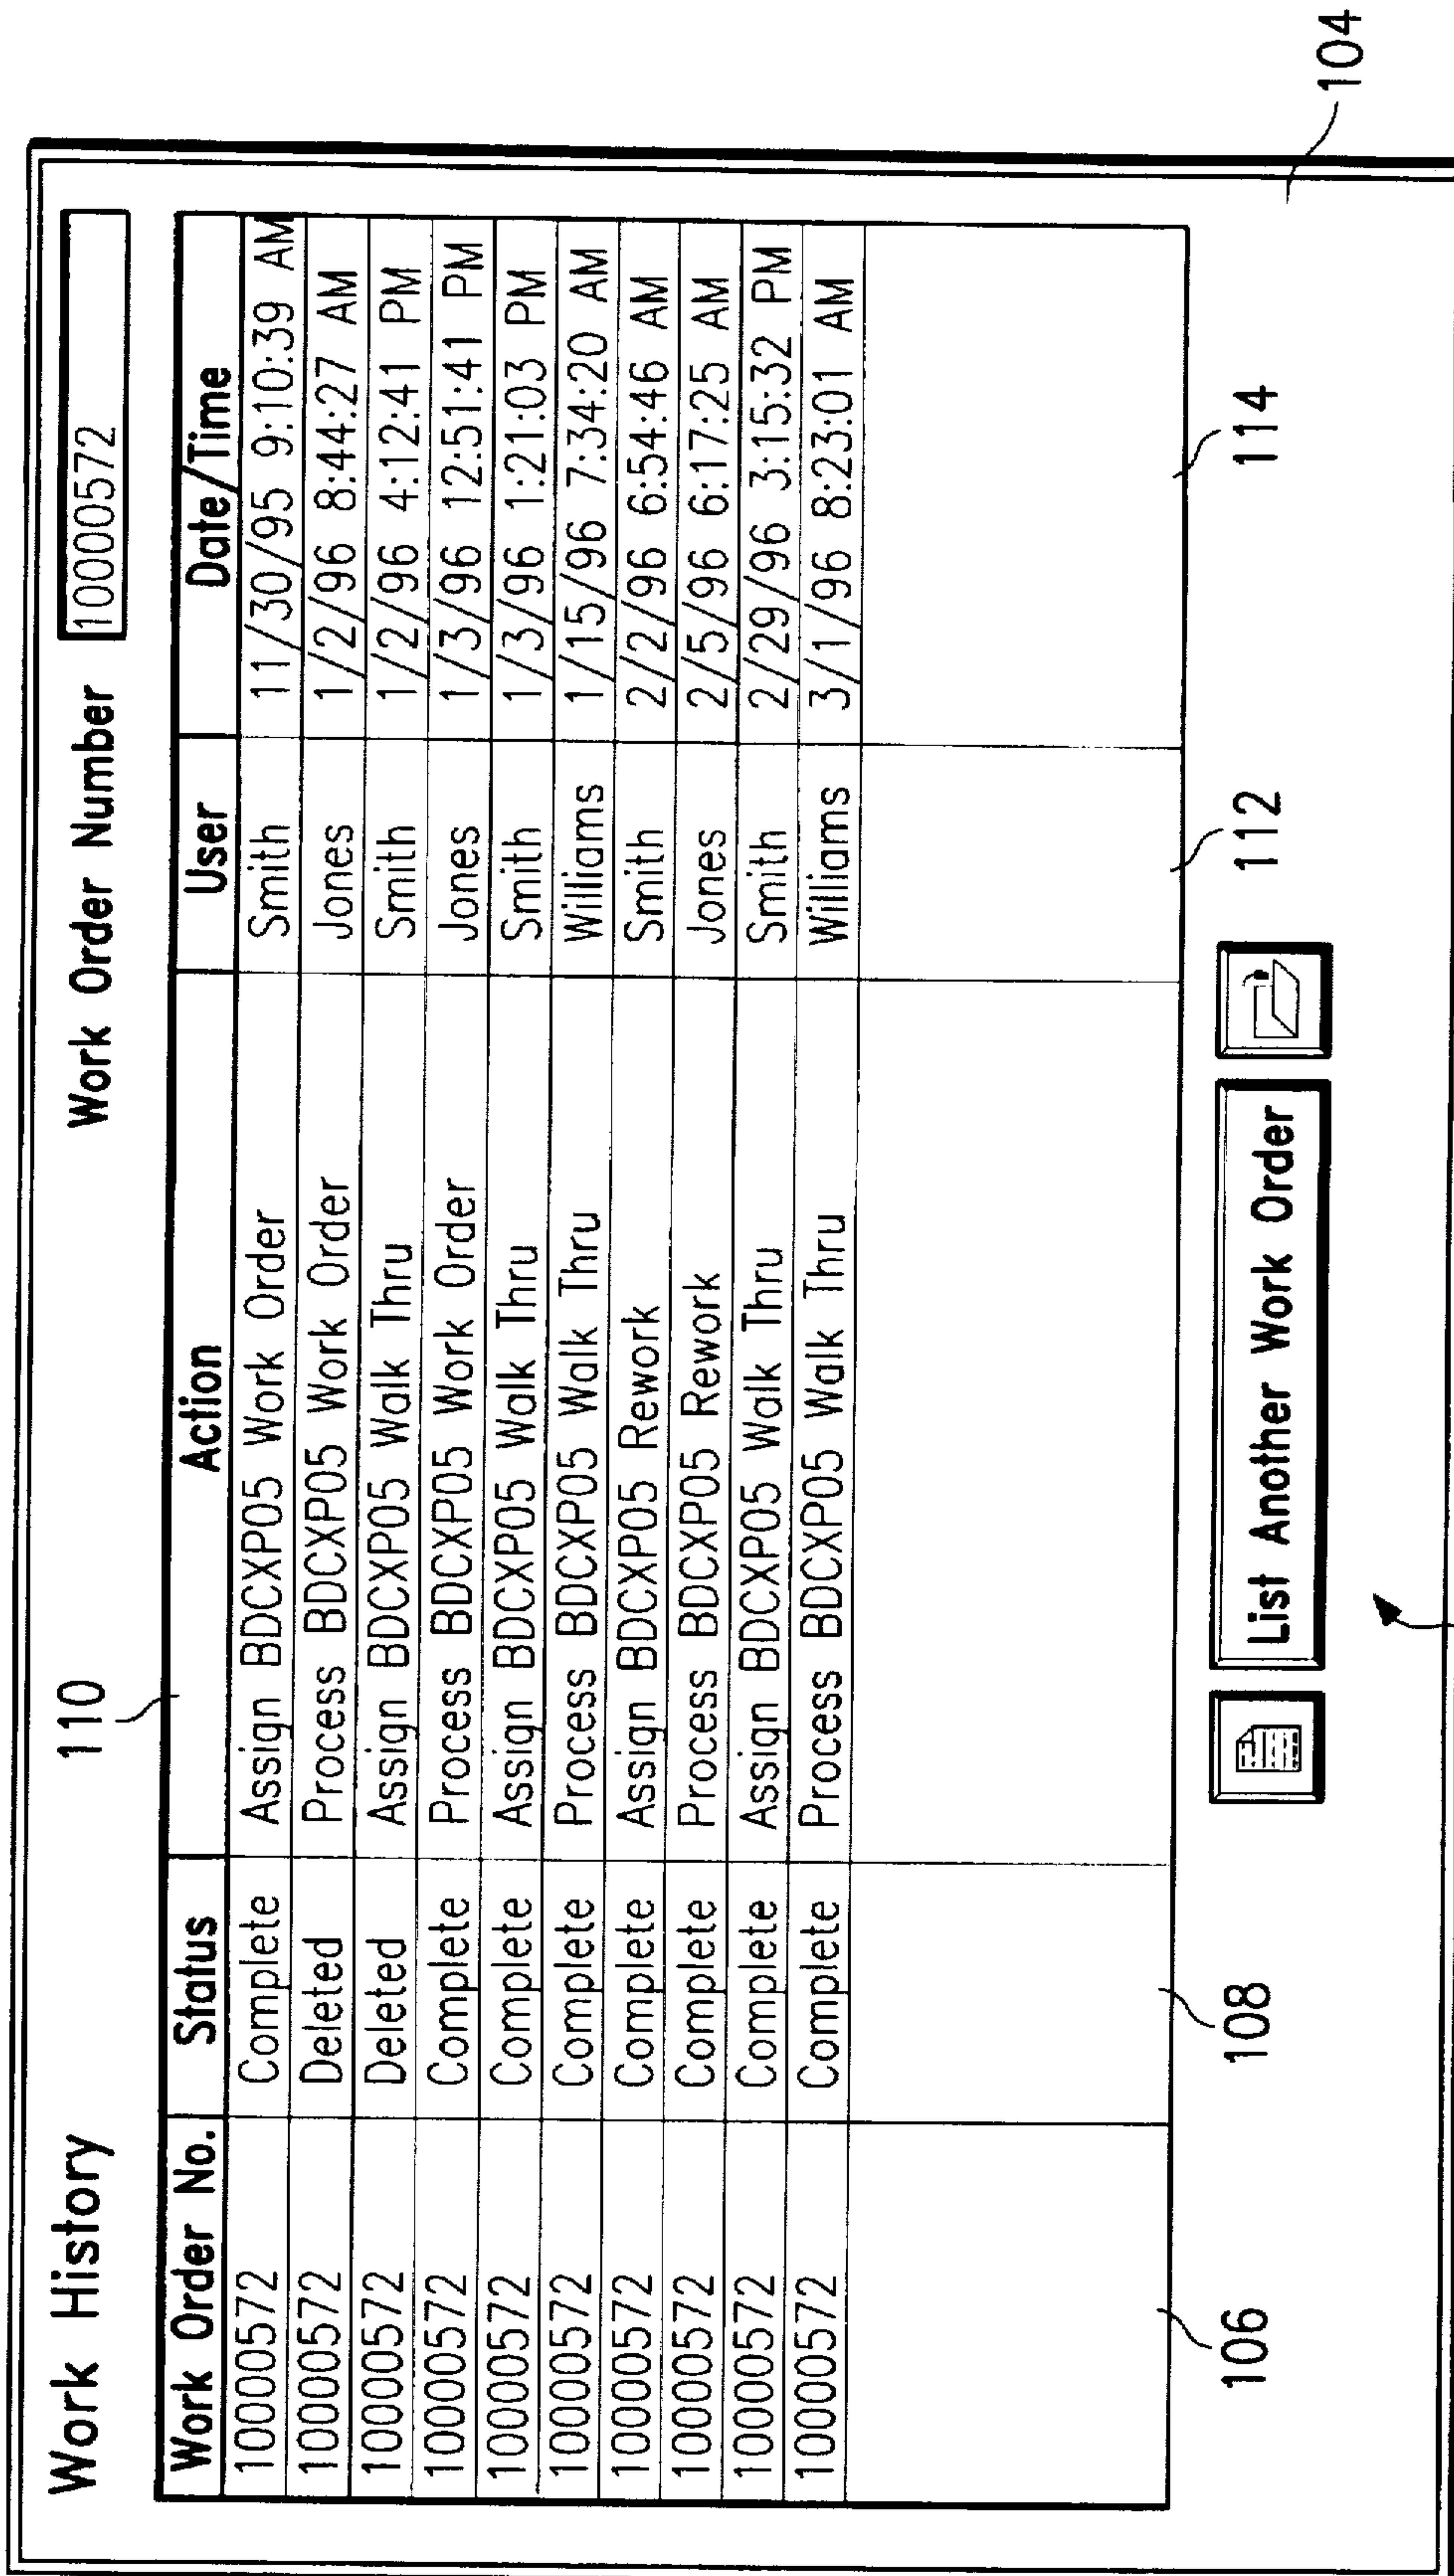 Work History 110 Work Order Number 10000572
Work Order No. Status Action User Date/Time
10000572 Complete Assign BDCXP05 Work Order Smith 11/30/95 9:10:39 AM
10000572 Deleted Process BDCXP05 Work Order Jones 1/2/96 8:44:27 AM
10000572 Deleted Assign BDCXP05 Walk Thru Smith 1/2/96 4:12:41 PM
10000572 Complete Process BDCXP05 Work Order Jones 1/3/96 12:51:41 PM
10000572 Complete Assign BDCXP05 Walk Thru Smith 1/3/96 1:21:03 PM
10000572 Complete Process BDCXP05 Walk Thru Williams 1/15/96 7:34:20 AM
10000572 Complete Assign BDCXP05 Rework Smith 2/2/96 6:54:46 AM
10000572 Complete Process BDCXP05 Rework Jones 2/5/96 6:17:25 AM
10000572 Complete Assign BDCXP05 Walk Thru Smith 2/29/96 3:15:32 PM
10000572 Complete Process BDCXP05 Walk Thru Williams 3/1/96 8:23:01 AM
106 108 List Another Work Order 112 114
104